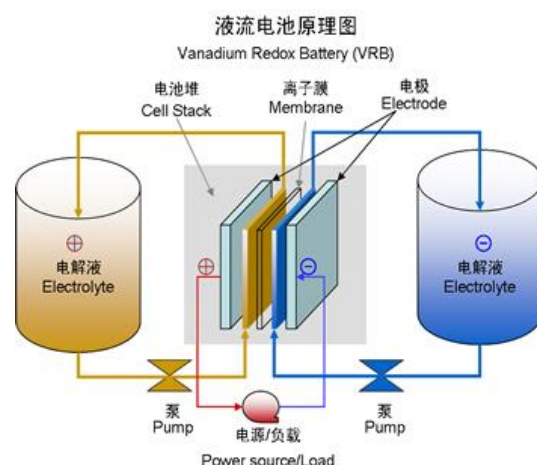 液流电池原理图
Vanadium Redox Battery (VRB)
电池堆
Cell Stack
离子膜
Membrane
电极
Electrode
⊕
电解液
Electrolyte
⊕
⊖
⊖
电解液
Electrolyte
泵
Pump
电源/负载
Power source/Load
泵
Pump